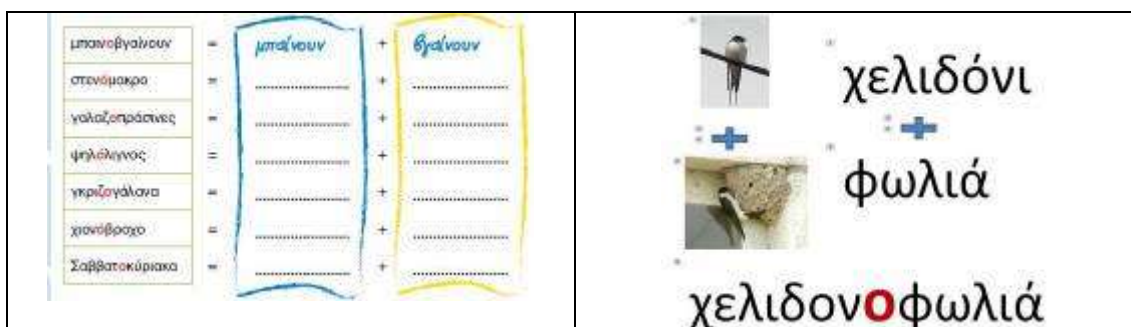 μπαινοβγαίνουν = μπαίνουν + βγαίνουν
στενόμακρο = .................... + ....................
γαλαζοπράσινες = .................... + ....................
ψηλόλιγνος = .................... + ....................
γκριζογάλανα = .................... + ....................
χιονόβροχο = .................... + ....................
Σαββατοκύριακα = .................... + ....................
χελιδόνι
φωλιά
χελιδονοφωλιά